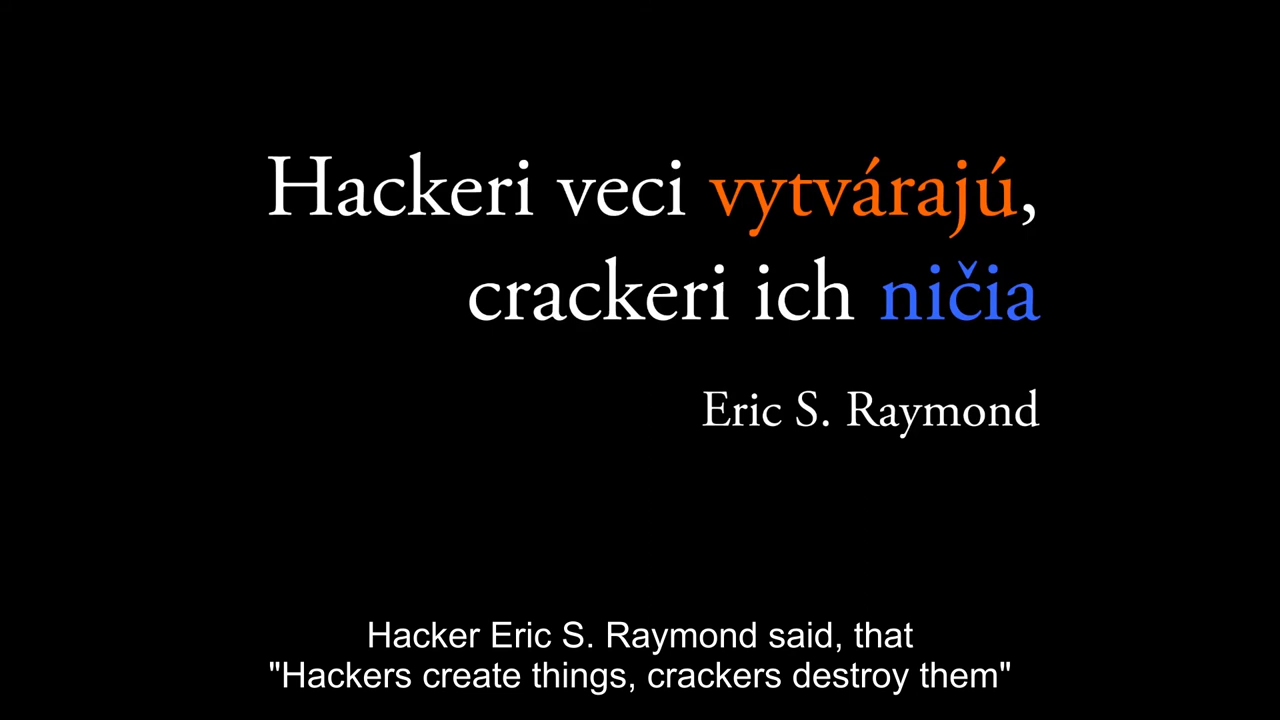 Hackeri veci vytvárajú,
crackeri ich ničia
Eric S. Raymond
Hacker Eric S. Raymond said, that
"Hackers create things, crackers destroy them"